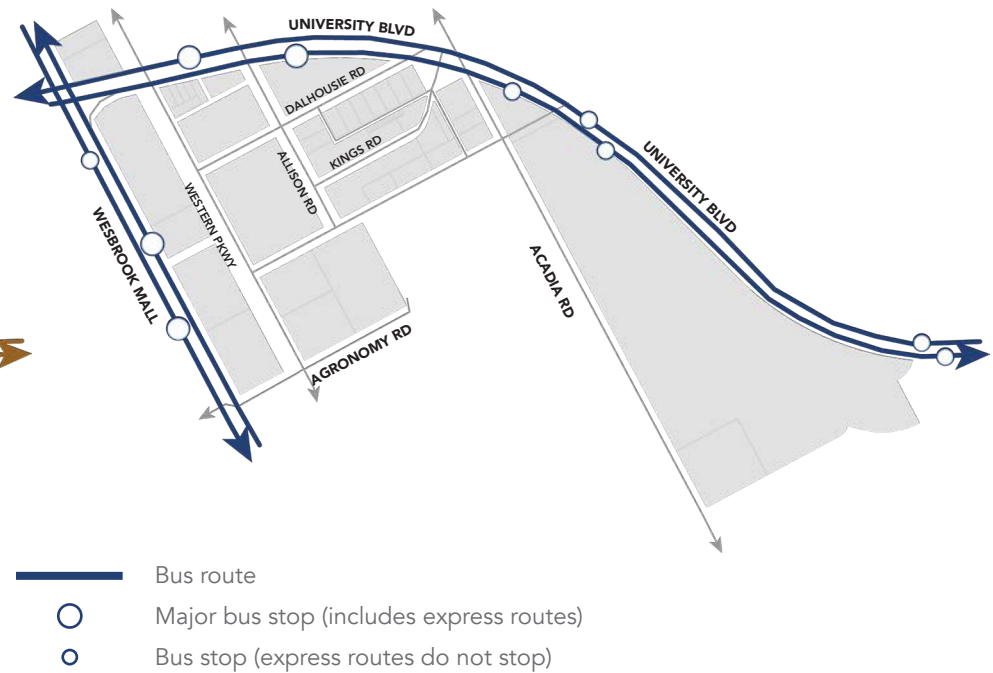 UNIVERSITY BLVD
DALHOUSIE RD
KINGS RD
ALLISON RD
WESTERN PKWY
WESBROOK MALL
UNIVERSITY BLVD
ACADIA RD
AGRONOMY RD
Bus route
Major bus stop (includes express routes)
Bus stop (express routes do not stop)